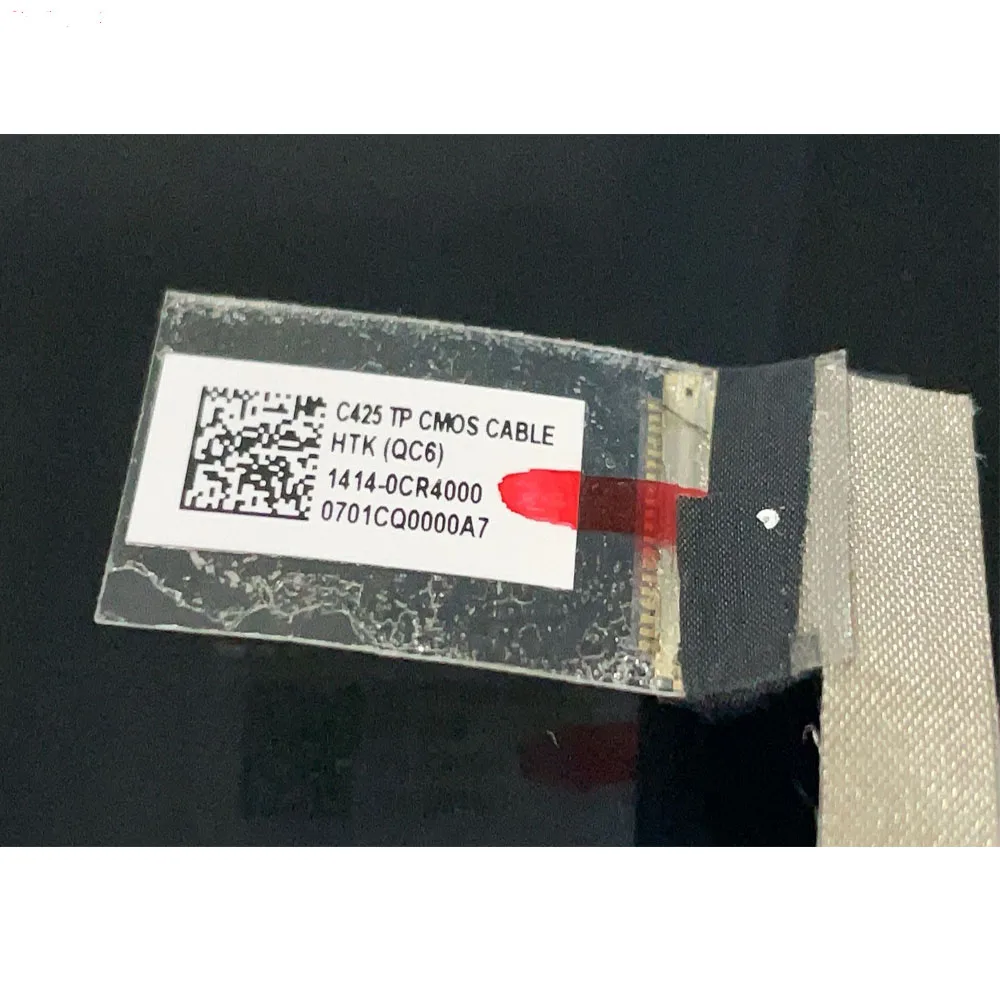 C425 TP CMOS CABLE
HTK (QC6)
1414-0CR4000
0701CQ0000A7